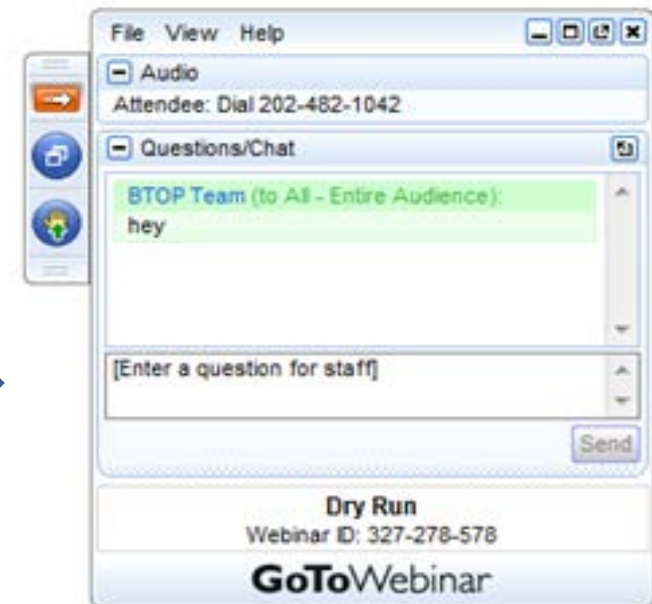 File View Help
Audio
Attendee: Dial 202-482-1042
Questions/Chat
BTOP Team (to All - Entire Audience):
hey
[Enter a question for staff]
Send
Dry Run
Webinar ID: 327-278-578
GoToWebinar